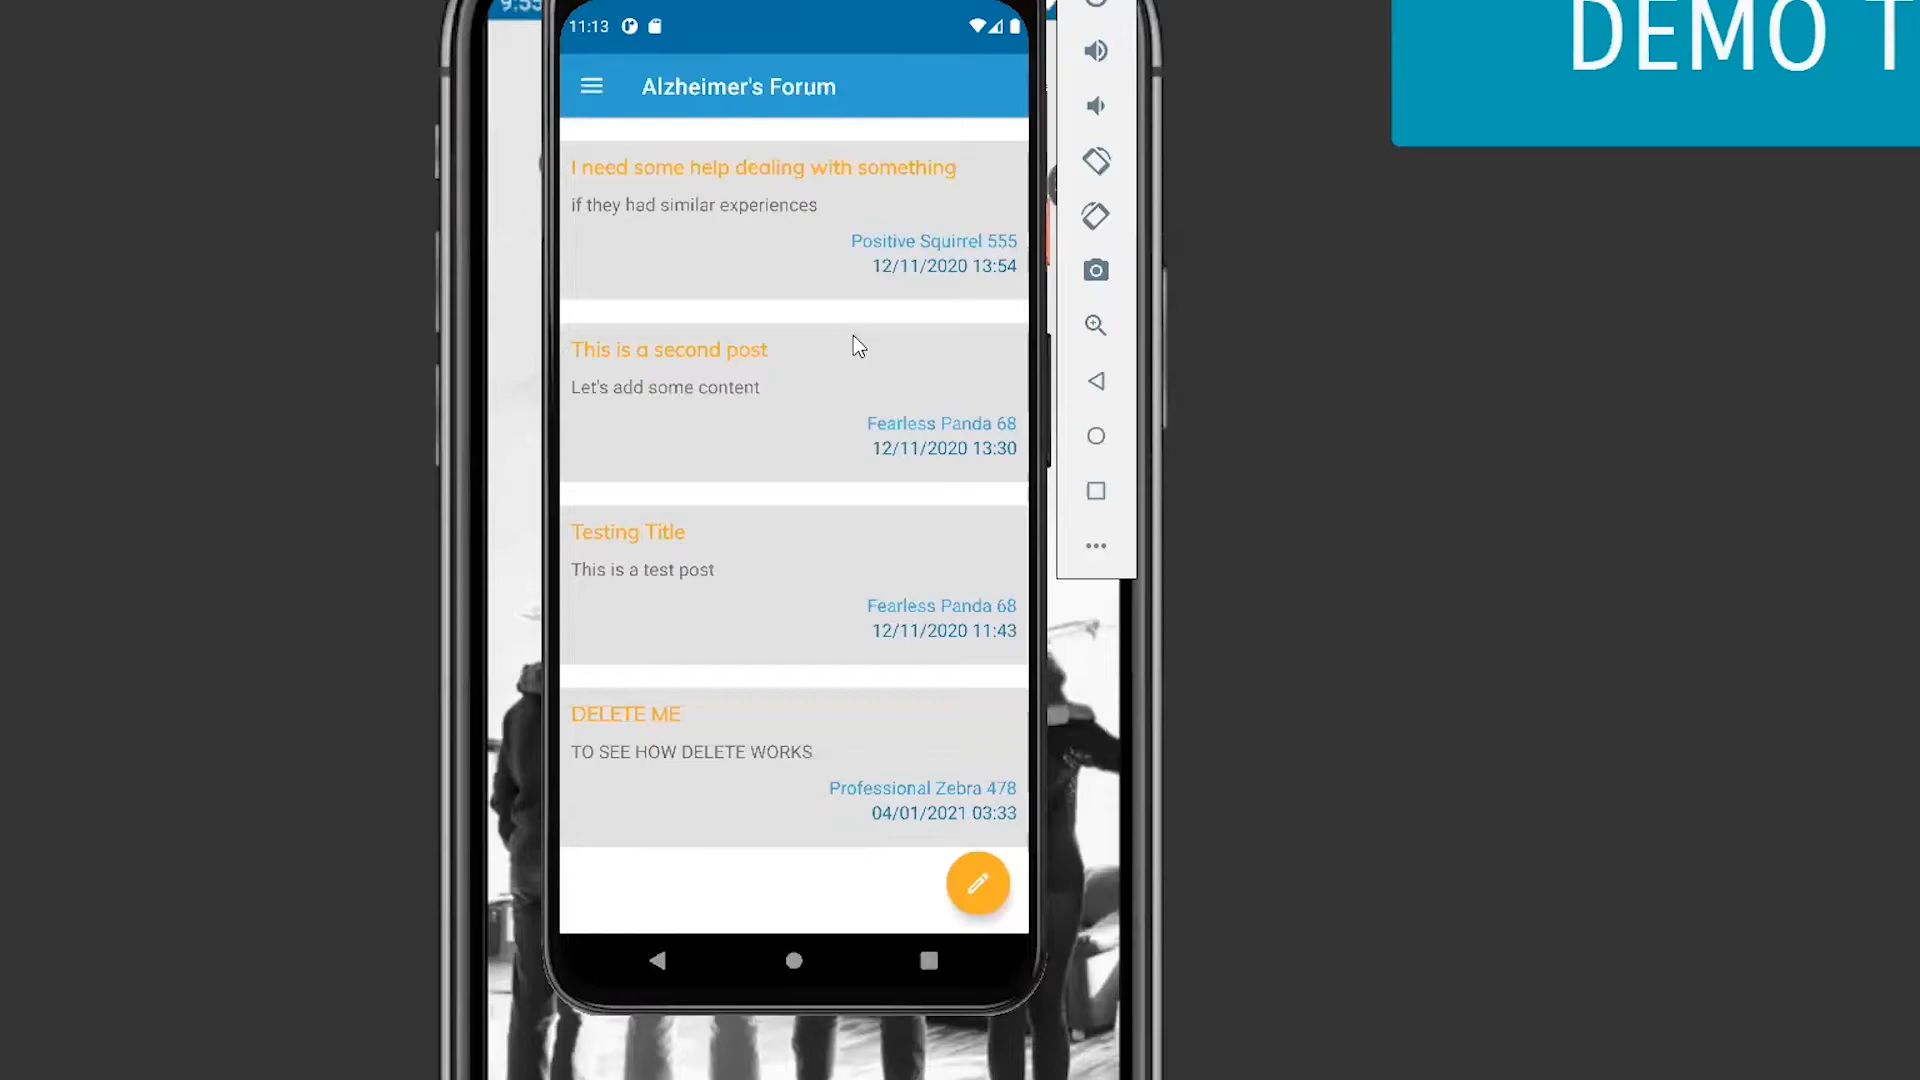 9:55
DEMO T
11:13
Alzheimer's Forum
I need some help dealing with something
if they had similar experiences
Positive Squirrel 555
12/11/2020 13:54
This is a second post
Let's add some content
Fearless Panda 68
12/11/2020 13:30
Testing Title
This is a test post
Fearless Panda 68
12/11/2020 11:43
DELETE ME
TO SEE HOW DELETE WORKS
Professional Zebra 478
04/01/2021 03:33